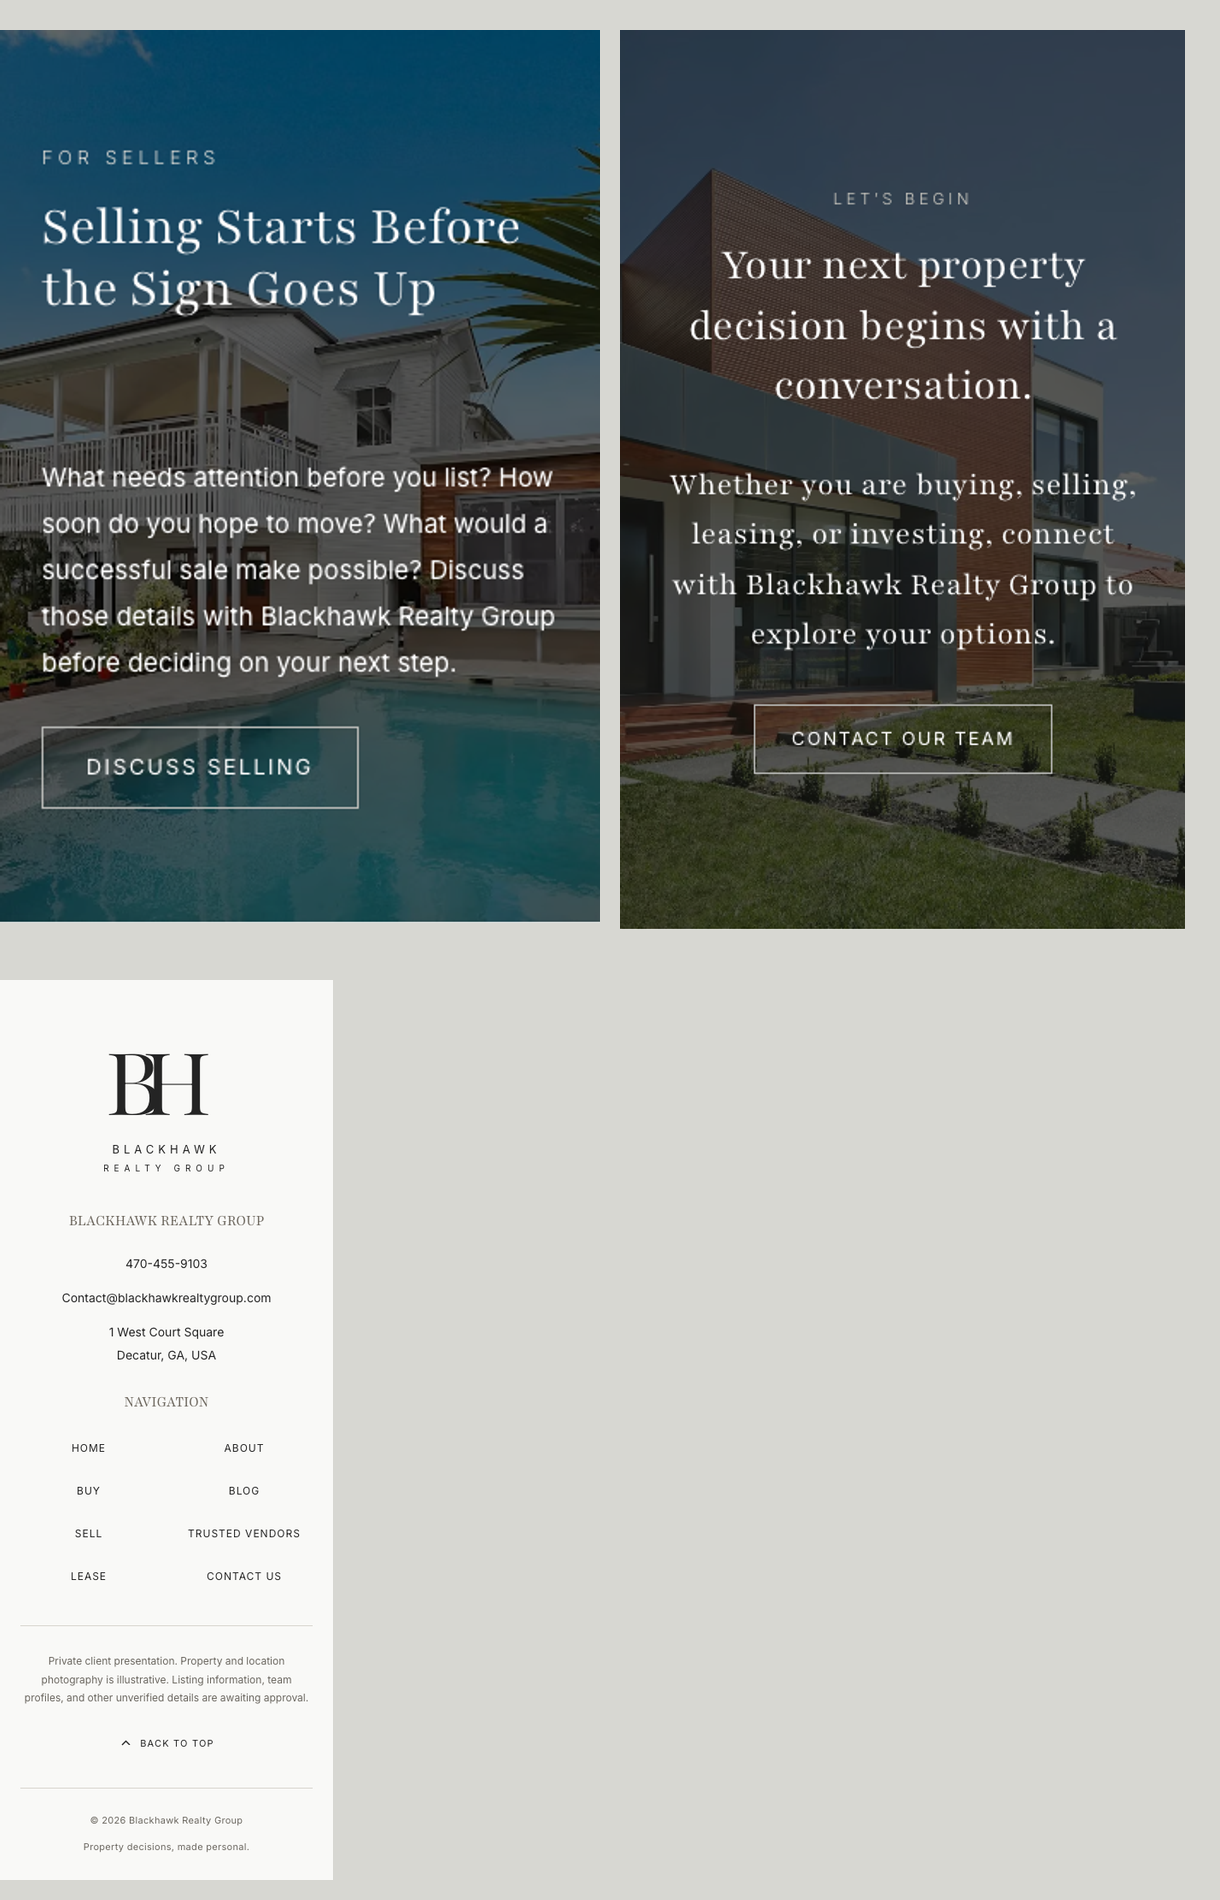 FOR SELLERS
Selling Starts Before
the Sign Goes Up
What needs attention before you list? How
soon do you hope to move? What would a
successful sale make possible? Discuss
those details with Blackhawk Realty Group
before deciding on your next step.
DISCUSS SELLING
LET'S BEGIN
Your next property
decision begins with a
conversation.
Whether you are buying, selling,
leasing, or investing, connect
with Blackhawk Realty Group to
explore your options.
CONTACT OUR TEAM
BH
BLACKHAWK
REALTY GROUP
BLACKHAWK REALTY GROUP
470-455-9103
Contact@blackhawkrealtygroup.com
1 West Court Square
Decatur, GA, USA
NAVIGATION
HOME ABOUT
BUY BLOG
SELL TRUSTED VENDORS
LEASE CONTACT US
Private client presentation. Property and location
photography is illustrative. Listing information, team
profiles, and other unverified details are awaiting approval.
BACK TO TOP
© 2026 Blackhawk Realty Group
Property decisions, made personal.